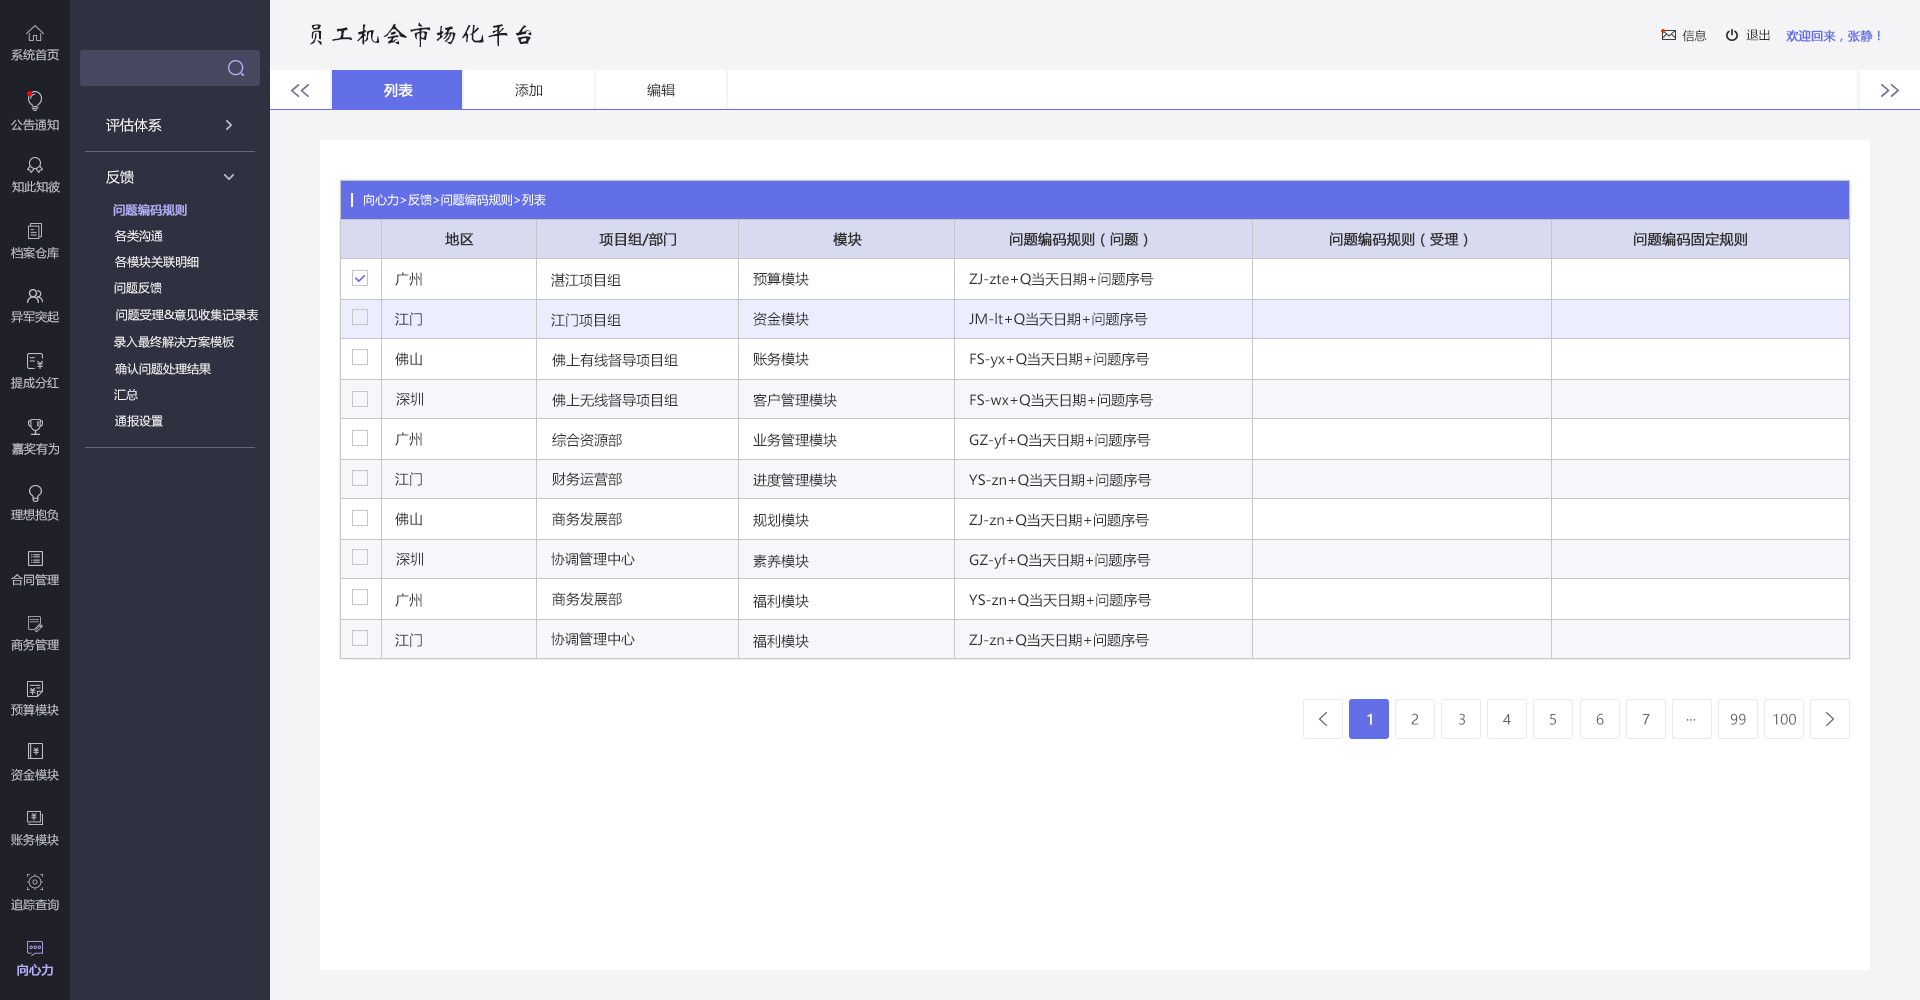 员工机会市场化平台
信息 退出 欢迎回来，张静！
列表 添加 编辑
系统首页
公告通知
知此知彼
档案仓库
异军突起
提成分红
嘉奖有为
理想抱负
合同管理
商务管理
预算模块
资金模块
账务模块
追踪查询
向心力
评估体系
反馈
问题编码规则
各类沟通
各模块关联明细
问题反馈
问题受理&意见收集记录表
录入最终解决方案模板
确认问题处理结果
汇总
通报设置
向心力>反馈>问题编码规则>列表
地区 项目组/部门 模块 问题编码规则（问题） 问题编码规则（受理） 问题编码固定规则
广州 湛江项目组 预算模块 ZJ-zte+Q当天日期+问题序号
江门 江门项目组 资金模块 JM-lt+Q当天日期+问题序号
佛山 佛上有线督导项目组 账务模块 FS-yx+Q当天日期+问题序号
深圳 佛上无线督导项目组 客户管理模块 FS-wx+Q当天日期+问题序号
广州 综合资源部 业务管理模块 GZ-yf+Q当天日期+问题序号
江门 财务运营部 进度管理模块 YS-zn+Q当天日期+问题序号
佛山 商务发展部 规划模块 ZJ-zn+Q当天日期+问题序号
深圳 协调管理中心 素养模块 GZ-yf+Q当天日期+问题序号
广州 商务发展部 福利模块 YS-zn+Q当天日期+问题序号
江门 协调管理中心 福利模块 ZJ-zn+Q当天日期+问题序号
1 2 3 4 5 6 7 ··· 99 100